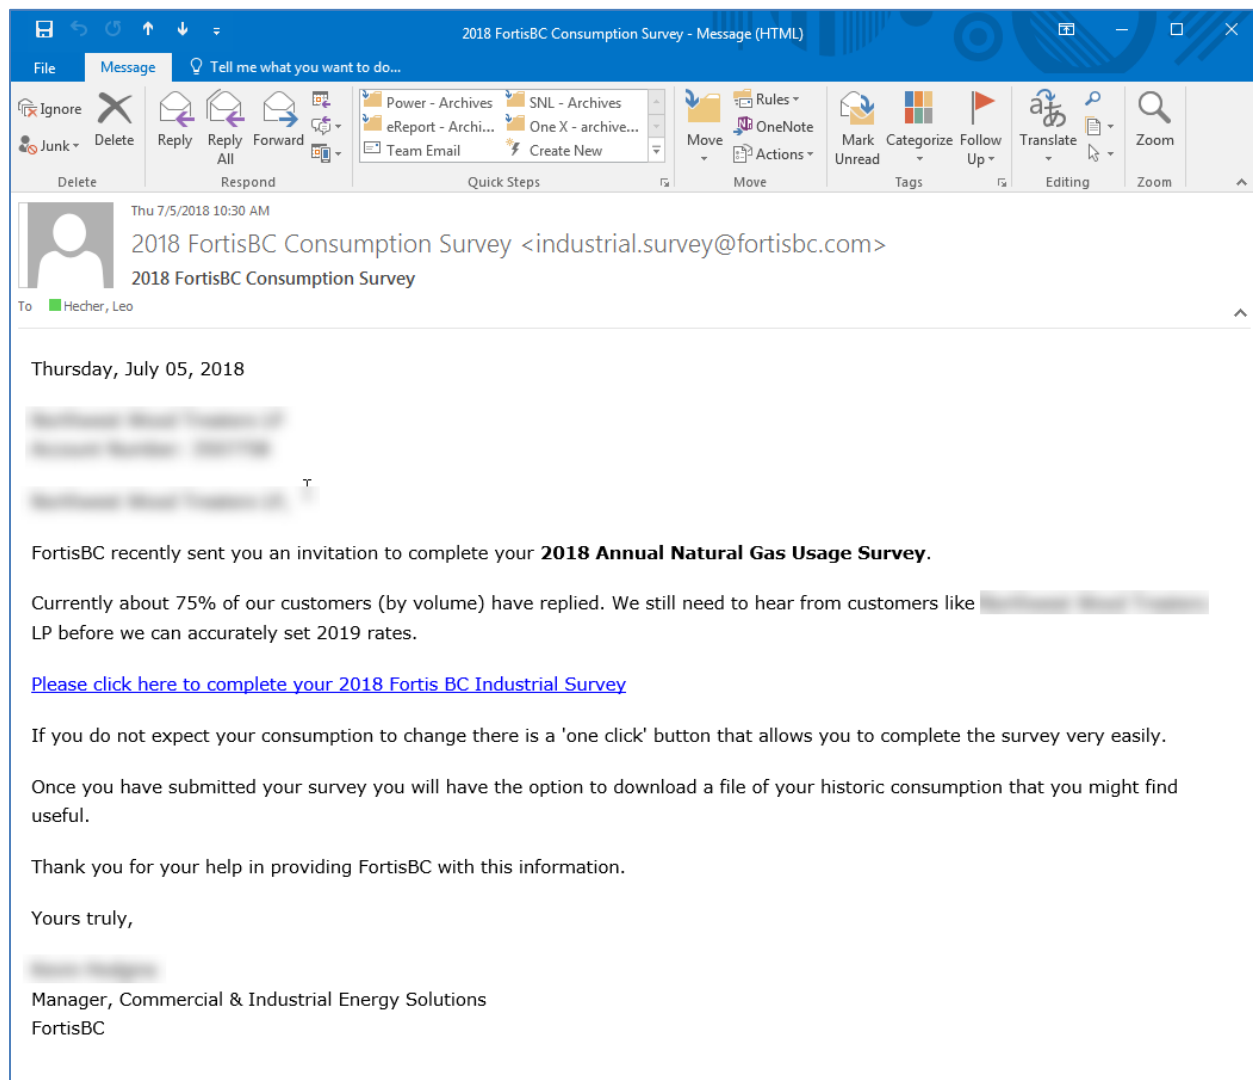 2018 FortisBC Consumption Survey - Message (HTML)
File Message Tell me what you want to do...
Ignore
Junk
Delete
Reply
Reply All
Forward
Power - Archives
SNL - Archives
eReport - Archi...
One X - archive...
Team Email
Create New
Move
Rules
OneNote
Actions
Mark Unread
Categorize
Follow Up
Translate
Zoom
Delete Respond Quick Steps Move Tags Editing Zoom
Thu 7/5/2018 10:30 AM
2018 FortisBC Consumption Survey <industrial.survey@fortisbc.com>
2018 FortisBC Consumption Survey
To Hecher, Leo
Thursday, July 05, 2018
FortisBC recently sent you an invitation to complete your 2018 Annual Natural Gas Usage Survey.
Currently about 75% of our customers (by volume) have replied. We still need to hear from customers like
LP before we can accurately set 2019 rates.
Please click here to complete your 2018 Fortis BC Industrial Survey
If you do not expect your consumption to change there is a 'one click' button that allows you to complete the survey very easily.
Once you have submitted your survey you will have the option to download a file of your historic consumption that you might find
useful.
Thank you for your help in providing FortisBC with this information.
Yours truly,
Manager, Commercial & Industrial Energy Solutions
FortisBC